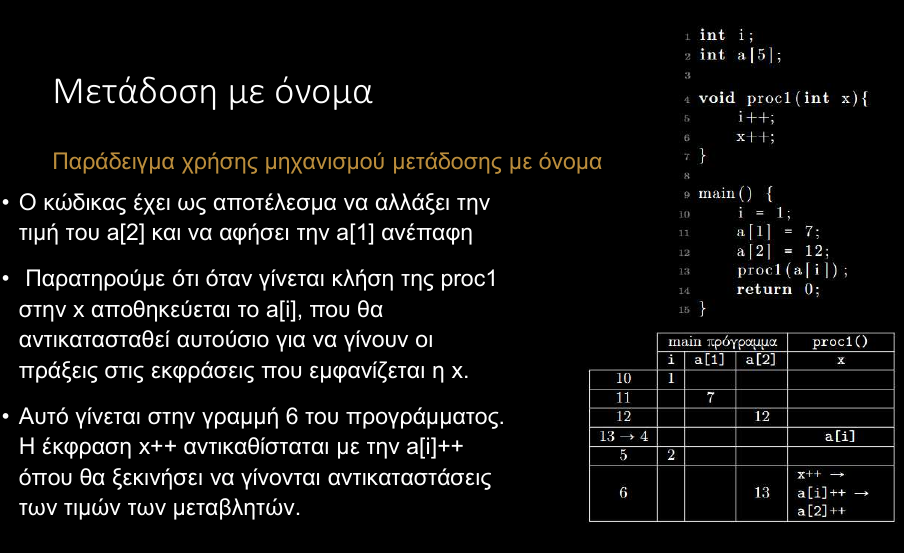 Μετάδοση με όνομα
Παράδειγμα χρήσης μηχανισμού μετάδοσης με όνομα
• Ο κώδικας έχει ως αποτέλεσμα να αλλάξει την
τιμή του a[2] και να αφήσει την a[1] ανέπαφη
• Παρατηρούμε ότι όταν γίνεται κλήση της proc1
στην x αποθηκεύεται το a[i], που θα
αντικατασταθεί αυτούσιο για να γίνουν οι
πράξεις στις εκφράσεις που εμφανίζεται η x.
• Αυτό γίνεται στην γραμμή 6 του προγράμματος.
Η έκφραση x++ αντικαθίσταται με την a[i]++
όπου θα ξεκινήσει να γίνονται αντικαταστάσεις
των τιμών των μεταβλητών.
1 int i;
2 int a[5];
3
4 void proc1(int x){
5 i++;
6 x++;
7 }
8
9 main() {
10 i = 1;
11 a[1] = 7;
12 a[2] = 12;
13 proc1(a[i]);
14 return 0;
15 }
main πρόγραμμα proc1()
i a[1] a[2] x
10 1
11 7
12 12
13 → 4 a[i]
5 2
x++ →
6 13 a[i]++ →
a[2]++